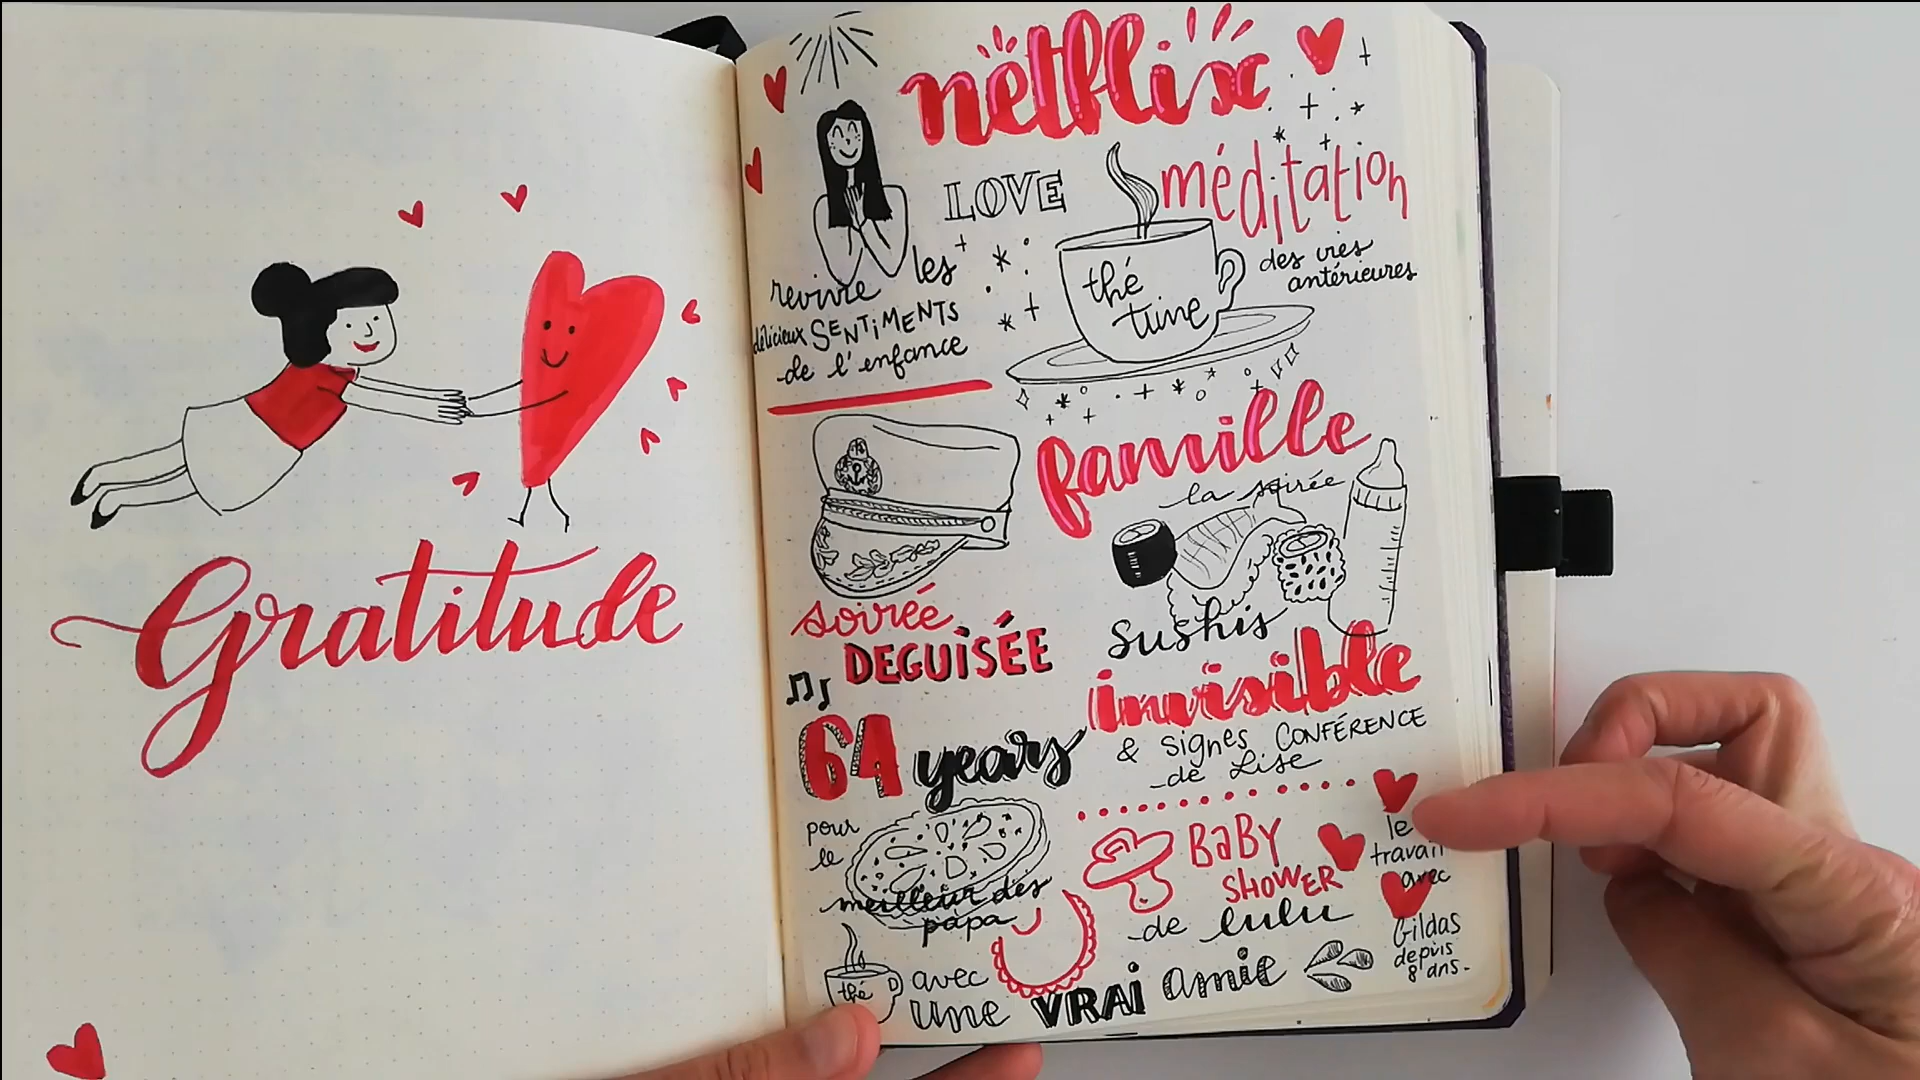 Gratitude
netflix
LOVE
méditation
des vies
antérieures
thé
time
revivre les
délicieux SENTiMENTS
de l'enfance
famille
la soirée
sushis
soirée
DEGUiSÉE
invisible
& signes CONFÉRENCE
de Lise
64 years
pour
le
meilleur des
papa
BaBY
SHOWER
de lulu
le
travail
avec
Gildas
depuis
8 ans.
thé
avec
une VRAI amie